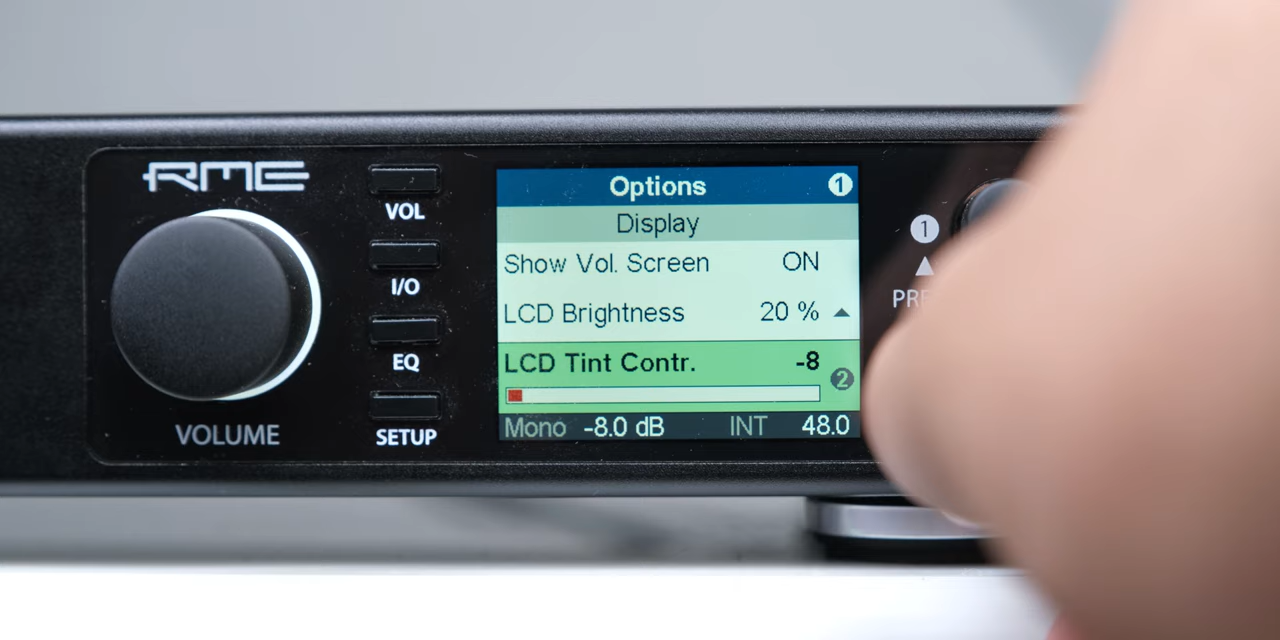 RME
VOL
I/O
EQ
SETUP
VOLUME
Options 1
Display
Show Vol. Screen ON
LCD Brightness 20 %
LCD Tint Contr. -8
2
Mono -8.0 dB INT 48.0
1